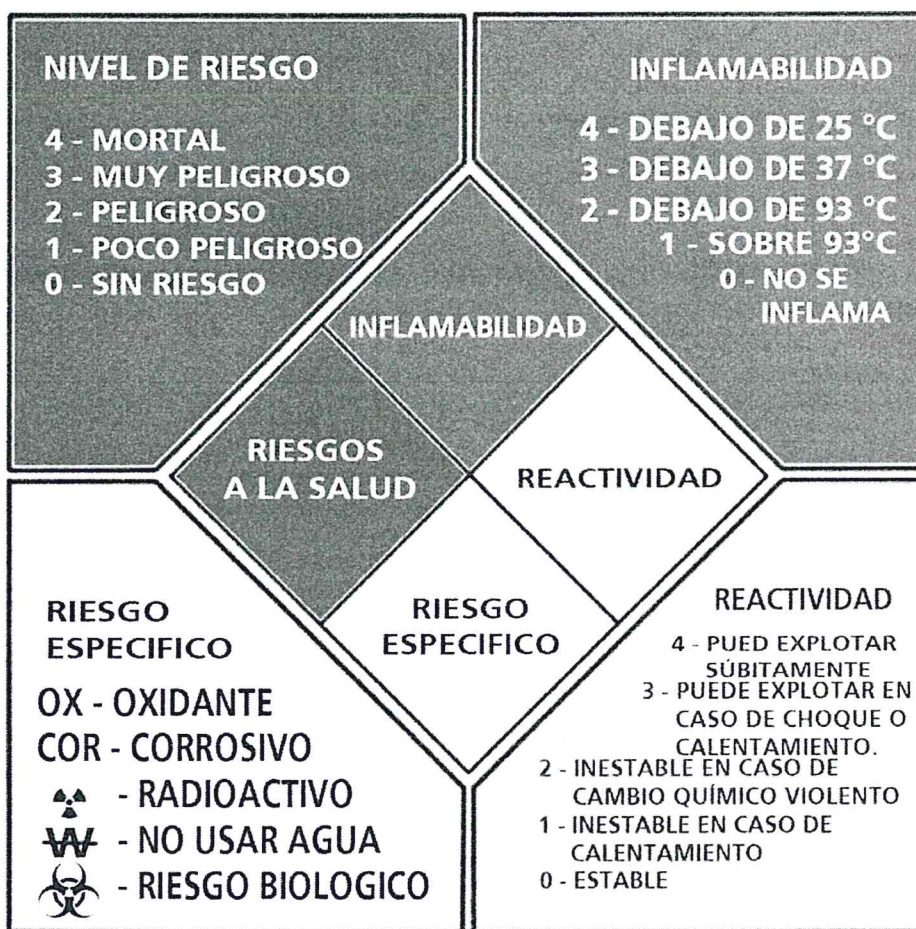 NIVEL DE RIESGO
4 - MORTAL
3 - MUY PELIGROSO
2 - PELIGROSO
1 - POCO PELIGROSO
0 - SIN RIESGO
INFLAMABILIDAD
4 - DEBAJO DE 25 °C
3 - DEBAJO DE 37 °C
2 - DEBAJO DE 93 °C
1 - SOBRE 93°C
0 - NO SE
INFLAMA
INFLAMABILIDAD
RIESGOS
A LA SALUD
REACTIVIDAD
RIESGO
ESPECIFICO
RIESGO
ESPECIFICO
OX - OXIDANTE
COR - CORROSIVO
- RADIOACTIVO
W - NO USAR AGUA
- RIESGO BIOLOGICO
REACTIVIDAD
4 - PUED EXPLOTAR
SÚBITAMENTE
3 - PUEDE EXPLOTAR EN
CASO DE CHOQUE O
CALENTAMIENTO.
2 - INESTABLE EN CASO DE
CAMBIO QUÍMICO VIOLENTO
1 - INESTABLE EN CASO DE
CALENTAMIENTO
0 - ESTABLE